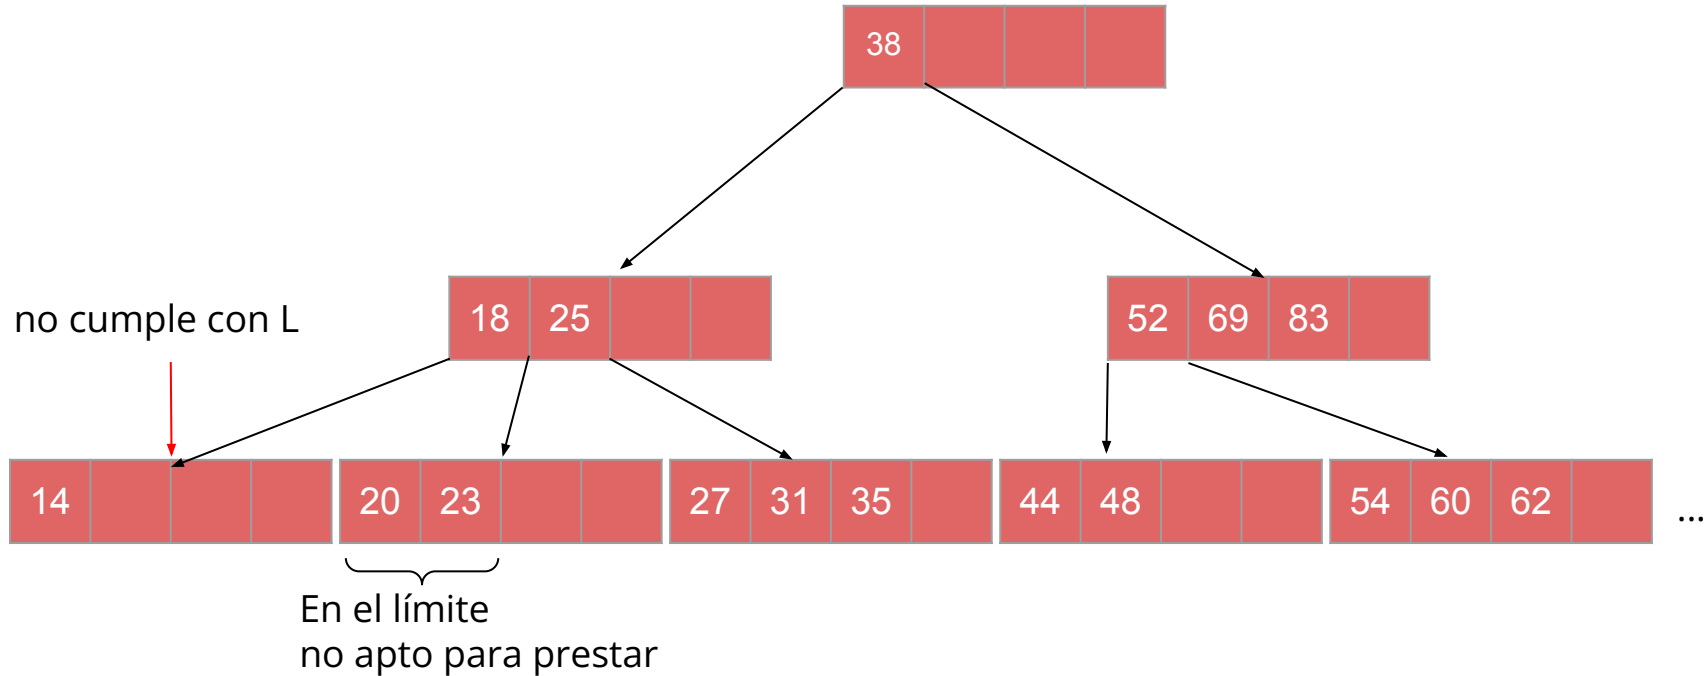 38
18 25
52 69 83
no cumple con L
14
20 23
27 31 35
44 48
54 60 62
...
En el límite
no apto para prestar